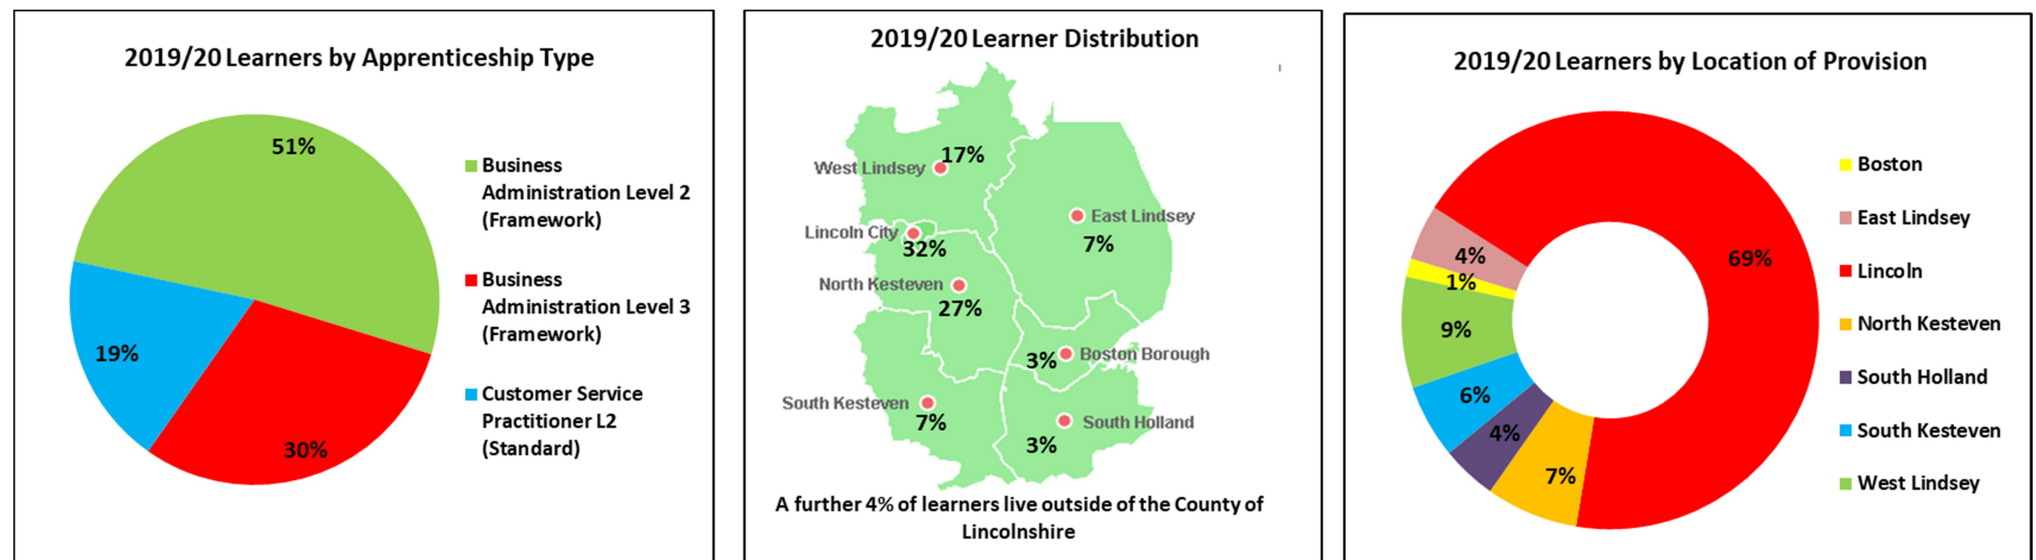 2019/20 Learners by Apprenticeship Type
51%
19%
30%
Business
Administration Level 2
(Framework)
Business
Administration Level 3
(Framework)
Customer Service
Practitioner L2
(Standard)
2019/20 Learner Distribution
17%
West Lindsey
East Lindsey
7%
Lincoln City
32%
North Kesteven
27%
3%
Boston Borough
South Kesteven
7%
South Holland
3%
A further 4% of learners live outside of the County of
Lincolnshire
2019/20 Learners by Location of Provision
69%
4%
1%
9%
6%
4%
7%
Boston
East Lindsey
Lincoln
North Kesteven
South Holland
South Kesteven
West Lindsey